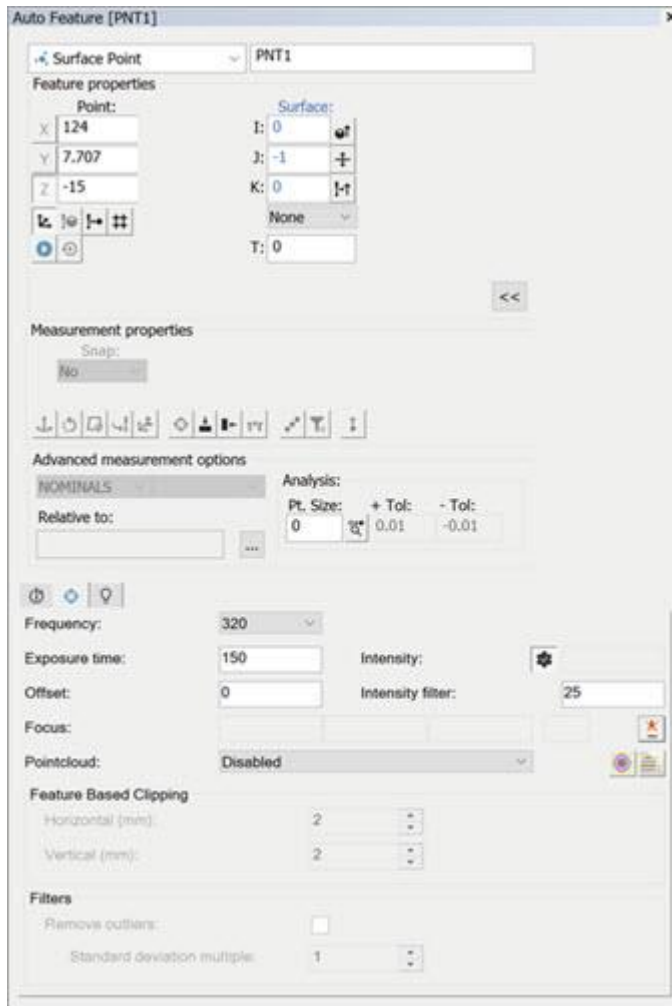 Auto Feature [PNT1]
Surface Point PNT1
Feature properties
Point: Surface:
X 124 I: 0
Y 7.707 J: -1
Z -15 K: 0
None
T: 0
<<
Measurement properties
Snap:
No
Advanced measurement options
NOMINALS
Analysis:
Pt. Size: + Tol: - Tol:
Relative to:
0 0.01 -0.01
...
Frequency: 320
Exposure time: 150 Intensity:
Offset: 0 Intensity filter: 25
Focus:
Pointcloud: Disabled
Feature Based Clipping
Horizontal (mm): 2
Vertical (mm): 2
Filters
Remove outliers:
Standard deviation multiple: 1